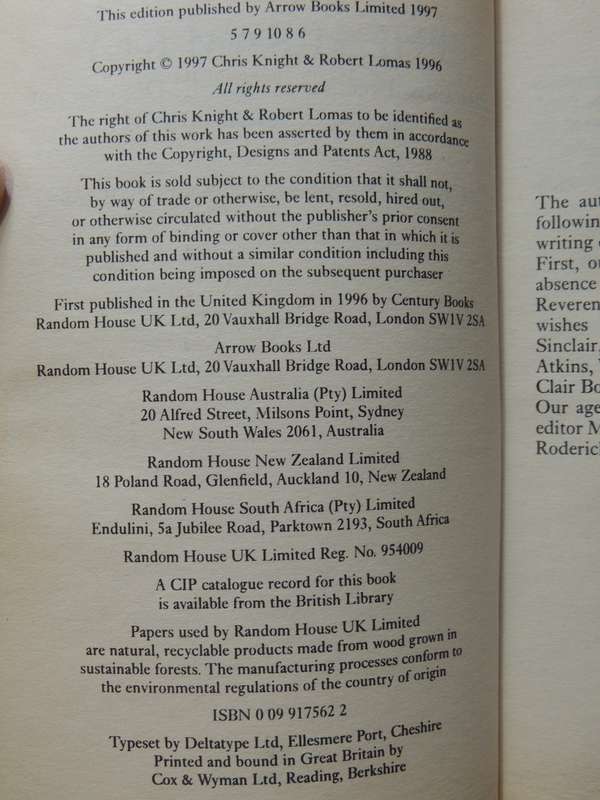 This edition published by Arrow Books Limited 1997
5 7 9 10 8 6
Copyright © 1997 Chris Knight & Robert Lomas 1996
All rights reserved
The right of Chris Knight & Robert Lomas to be identified as
the authors of this work has been asserted by them in accordance
with the Copyright, Designs and Patents Act, 1988
This book is sold subject to the condition that it shall not,
by way of trade or otherwise, be lent, resold, hired out,
or otherwise circulated without the publisher's prior consent
in any form of binding or cover other than that in which it is
published and without a similar condition including this
condition being imposed on the subsequent purchaser
First published in the United Kingdom in 1996 by Century Books
Random House UK Ltd, 20 Vauxhall Bridge Road, London SW1V 2SA
Arrow Books Ltd
Random House UK Ltd, 20 Vauxhall Bridge Road, London SW1V 2SA
Random House Australia (Pty) Limited
20 Alfred Street, Milsons Point, Sydney
New South Wales 2061, Australia
Random House New Zealand Limited
18 Poland Road, Glenfield, Auckland 10, New Zealand
Random House South Africa (Pty) Limited
Endulini, 5a Jubilee Road, Parktown 2193, South Africa
Random House UK Limited Reg. No. 954009
A CIP catalogue record for this book
is available from the British Library
Papers used by Random House UK Limited
are natural, recyclable products made from wood grown in
sustainable forests. The manufacturing processes conform to
the environmental regulations of the country of origin
ISBN 0 09 917562 2
Typeset by Deltatype Ltd, Ellesmere Port, Cheshire
Printed and bound in Great Britain by
Cox & Wyman Ltd, Reading, Berkshire
The aut
followin
writing
First, o
absence
Reveren
wishes
Sinclair,
Atkins,
Clair Bo
Our age
editor M
Roderic